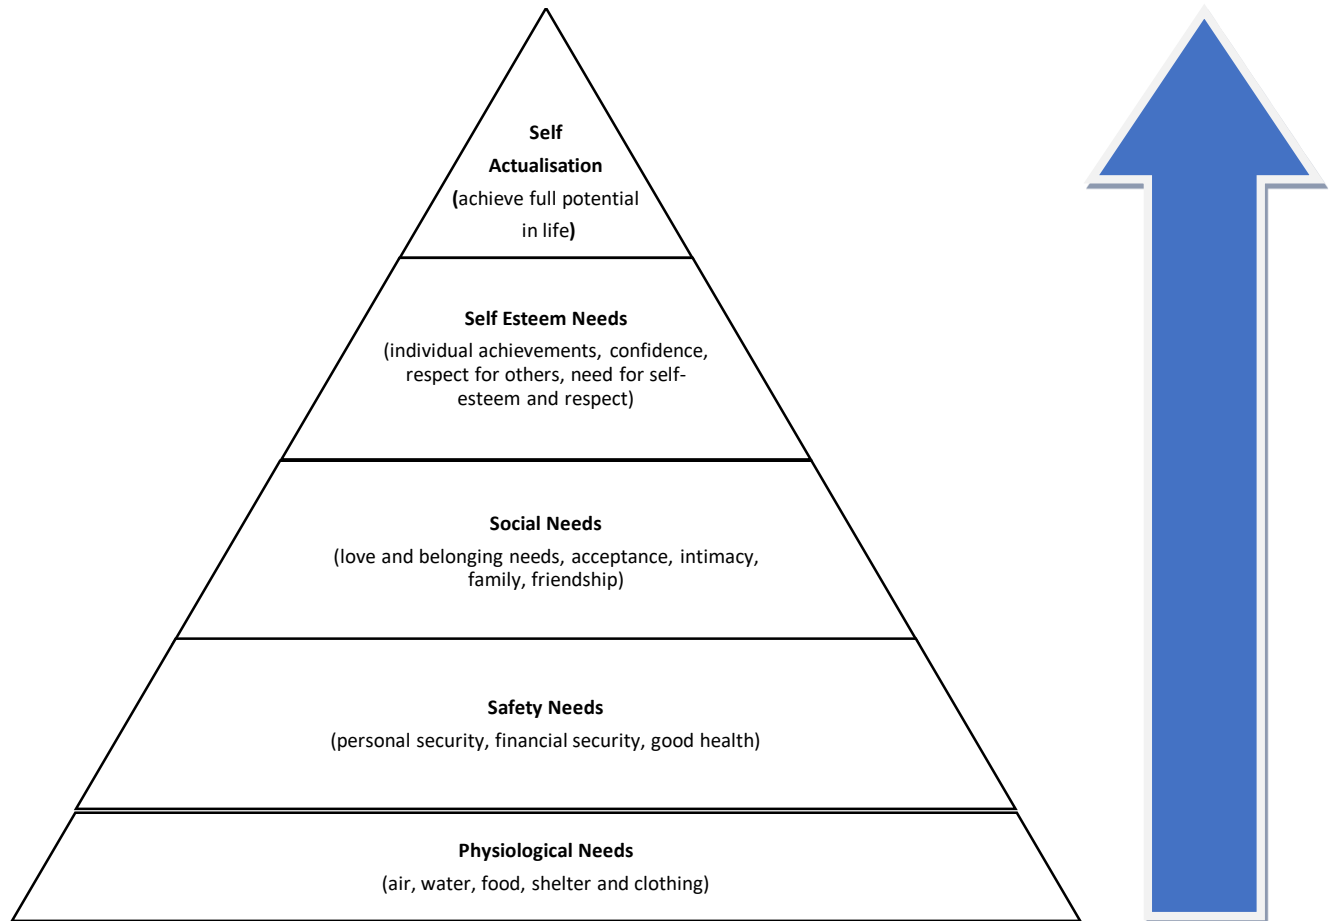 Self
Actualisation
(achieve full potential
in life)
Self Esteem Needs
(individual achievements, confidence,
respect for others, need for self-
esteem and respect)
Social Needs
(love and belonging needs, acceptance, intimacy,
family, friendship)
Safety Needs
(personal security, financial security, good health)
Physiological Needs
(air, water, food, shelter and clothing)